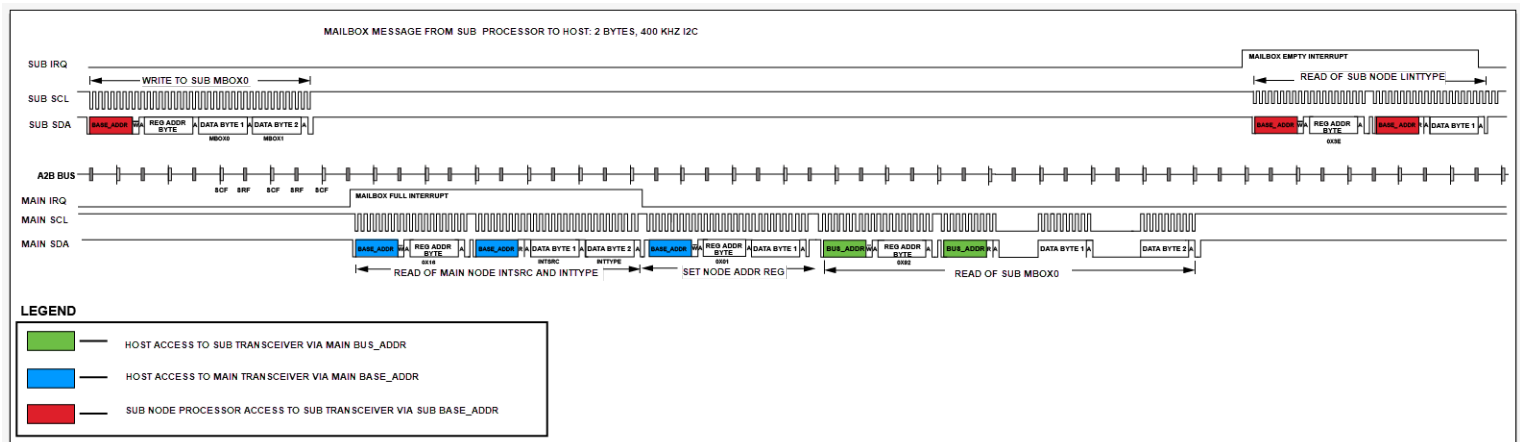 MAILBOX MESSAGE FROM SUB PROCESSOR TO HOST: 2 BYTES, 400 KHZ I2C
SUB IRQ
MAILBOX EMPTY INTERRUPT
WRITE TO SUB MBOX0
READ OF SUB NODE LINTTYPE
SUB SCL
SUB SDA
BASE_ADDR W A REG ADDR BYTE A DATA BYTE 1 A DATA BYTE 2 A
MBOX0 MBOX1
BASE_ADDR W A REG ADDR BYTE A BASE_ADDR R A DATA BYTE 1 A
0X3E
A2B BUS
SCF SRF SCF SRF SCF
MAIN IRQ
MAILBOX FULL INTERRUPT
MAIN SCL
MAIN SDA
BASE_ADDR W A REG ADDR BYTE A BASE_ADDR R A DATA BYTE 1 A DATA BYTE 2 A
0X16 INTSRC INTTYPE
BASE_ADDR W A REG ADDR BYTE A DATA BYTE 1 A
0X01
BUS_ADDR W A REG ADDR BYTE A BUS_ADDR R A DATA BYTE 1 A DATA BYTE 2 A
0X92
READ OF MAIN NODE INTSRC AND INTTYPE
SET NODE ADDR REG
READ OF SUB MBOX0
LEGEND
HOST ACCESS TO SUB TRANSCEIVER VIA MAIN BUS_ADDR
HOST ACCESS TO MAIN TRANSCEIVER VIA MAIN BASE_ADDR
SUB NODE PROCESSOR ACCESS TO SUB TRANSCEIVER VIA SUB BASE_ADDR